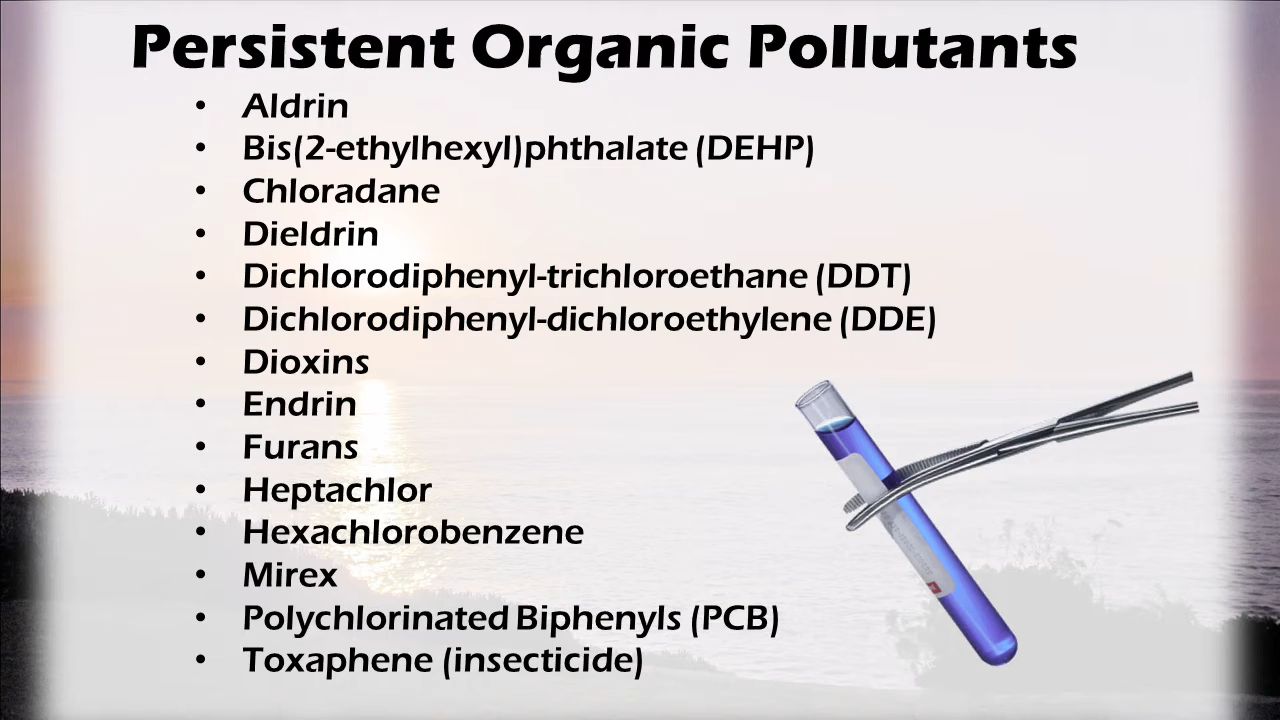 Persistent Organic Pollutants
• Aldrin
• Bis(2-ethylhexyl)phthalate (DEHP)
• Chloradane
• Dieldrin
• Dichlorodiphenyl-trichloroethane (DDT)
• Dichlorodiphenyl-dichloroethylene (DDE)
• Dioxins
• Endrin
• Furans
• Heptachlor
• Hexachlorobenzene
• Mirex
• Polychlorinated Biphenyls (PCB)
• Toxaphene (insecticide)